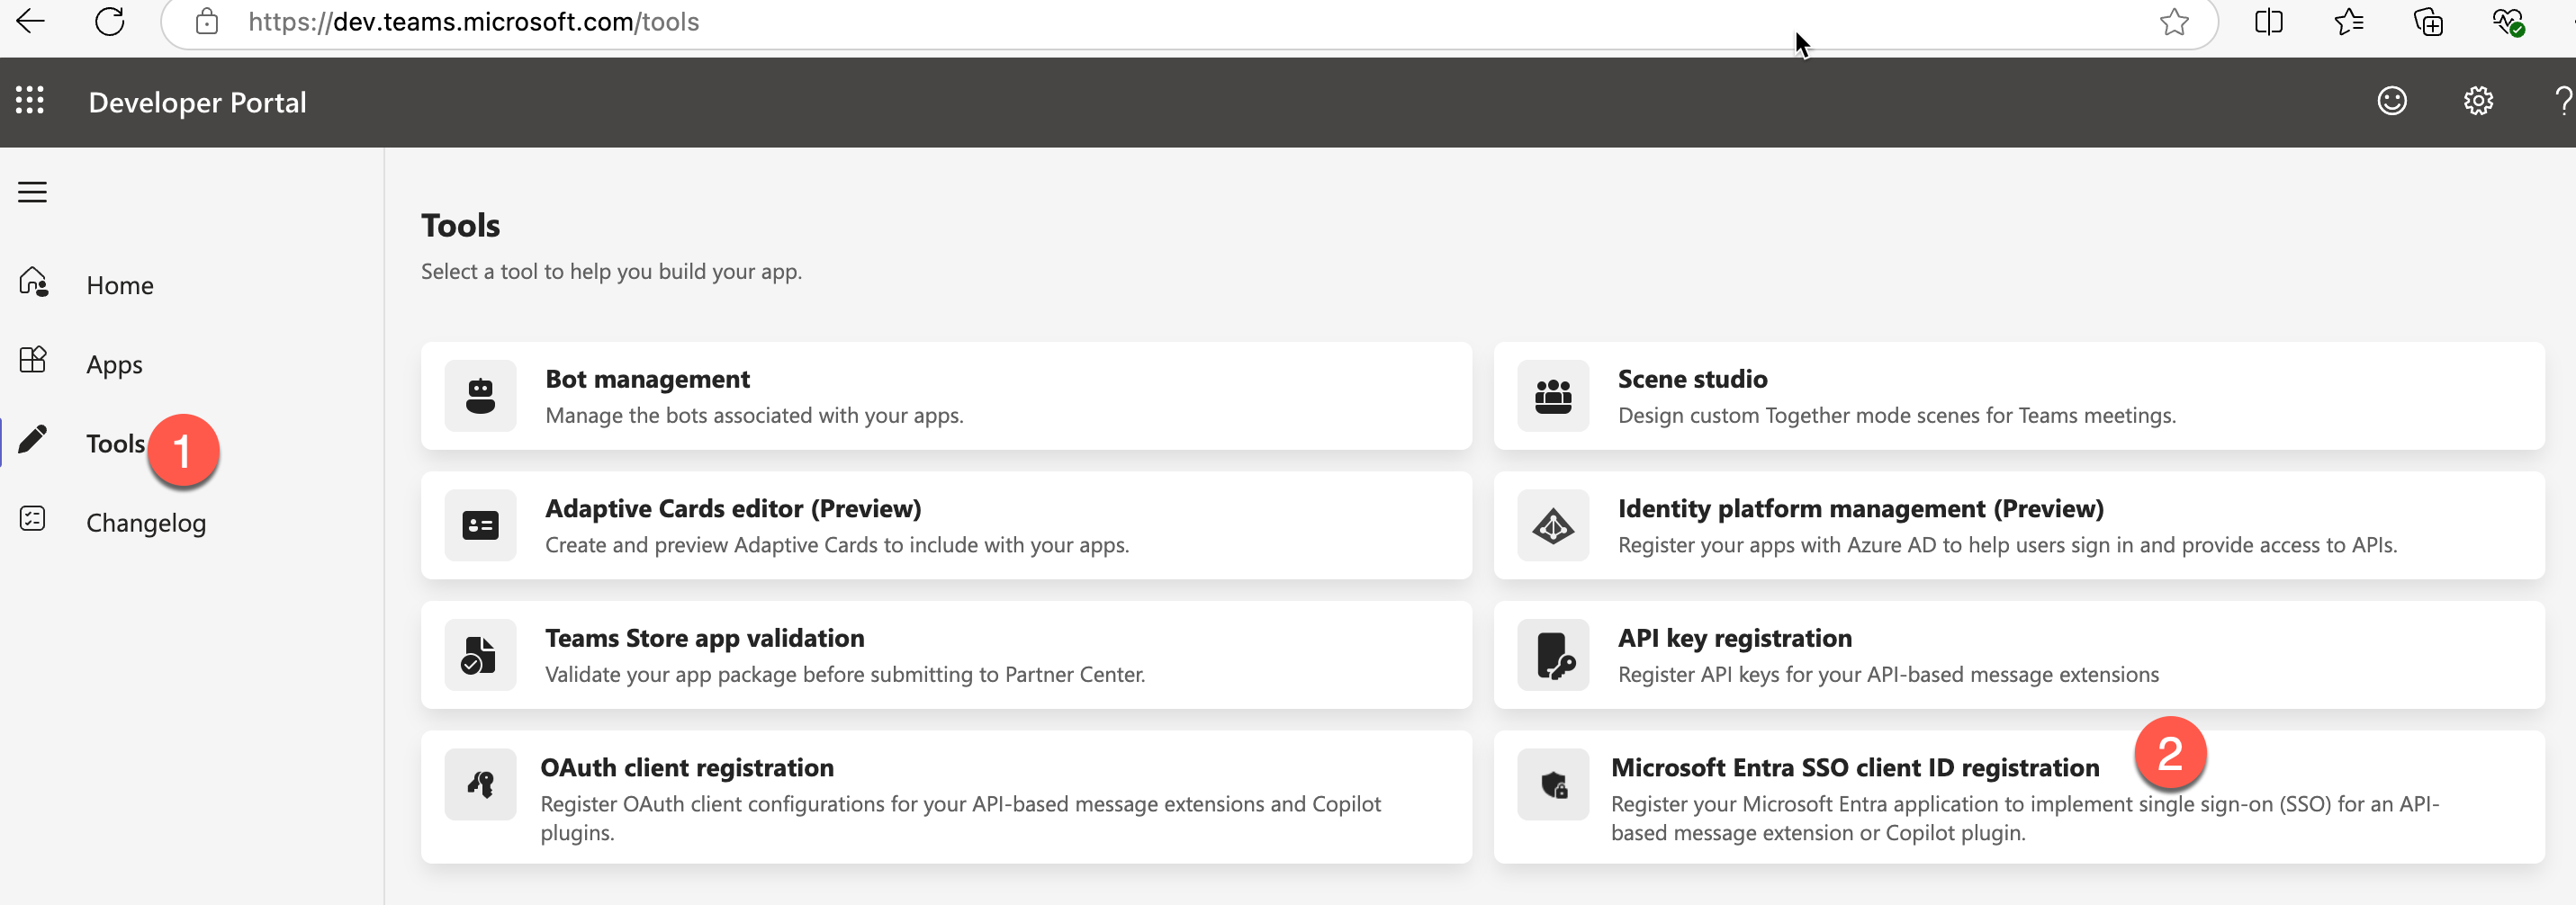 https://dev.teams.microsoft.com/tools
Developer Portal
?
Home
Apps
Tools
1
Changelog
Tools
Select a tool to help you build your app.
Bot management
Manage the bots associated with your apps.
Scene studio
Design custom Together mode scenes for Teams meetings.
Adaptive Cards editor (Preview)
Create and preview Adaptive Cards to include with your apps.
Identity platform management (Preview)
Register your apps with Azure AD to help users sign in and provide access to APIs.
Teams Store app validation
Validate your app package before submitting to Partner Center.
API key registration
Register API keys for your API-based message extensions
OAuth client registration
Register OAuth client configurations for your API-based message extensions and Copilot
plugins.
Microsoft Entra SSO client ID registration
2
Register your Microsoft Entra application to implement single sign-on (SSO) for an API-
based message extension or Copilot plugin.